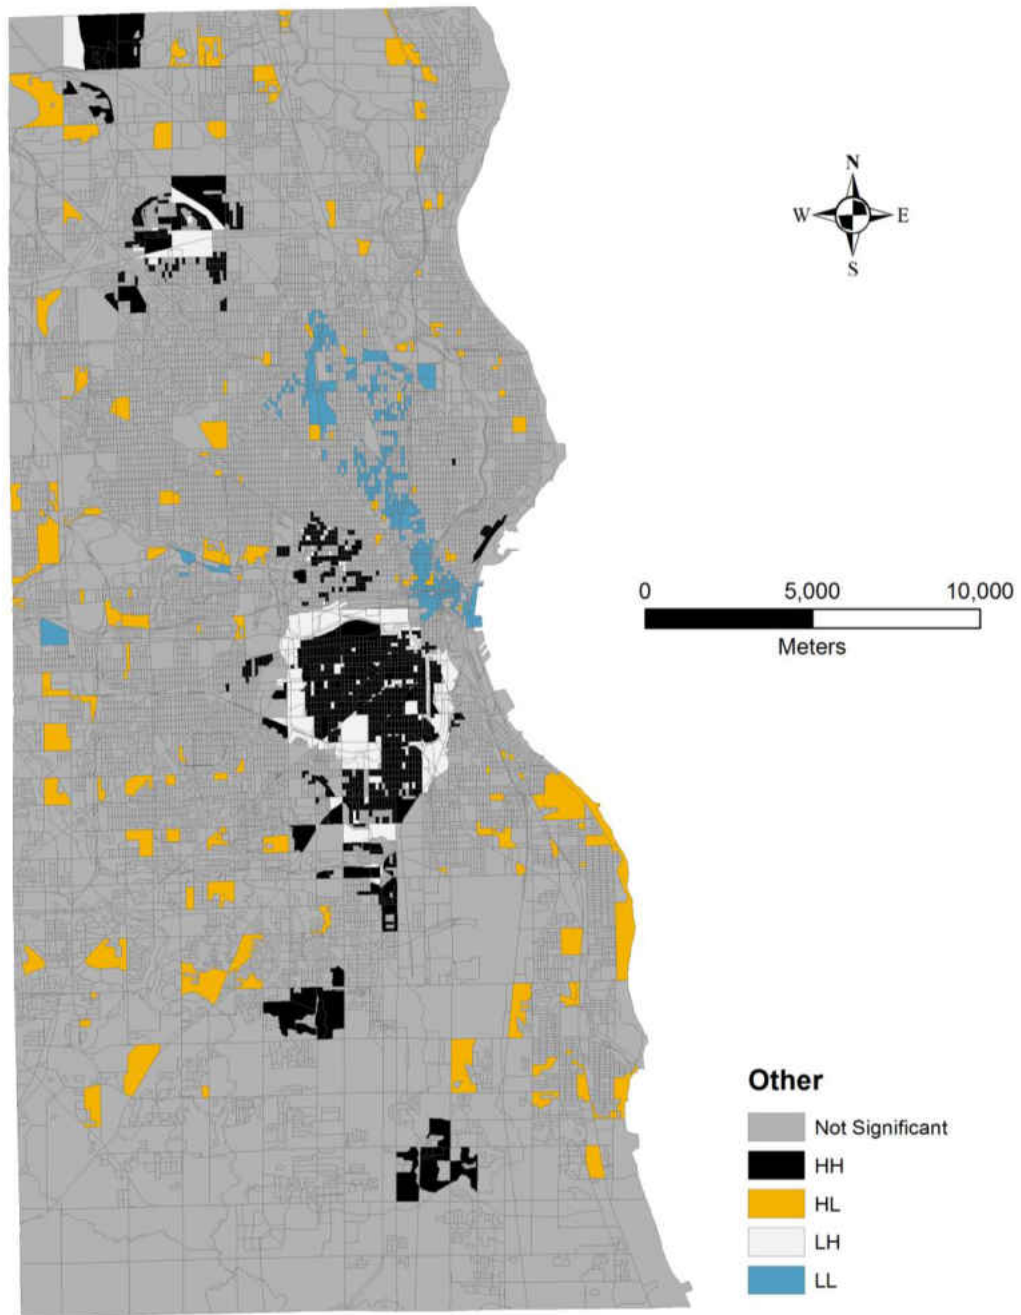 N
W E
S
0 5,000 10,000
Meters
Other
Not Significant
HH
HL
LH
LL